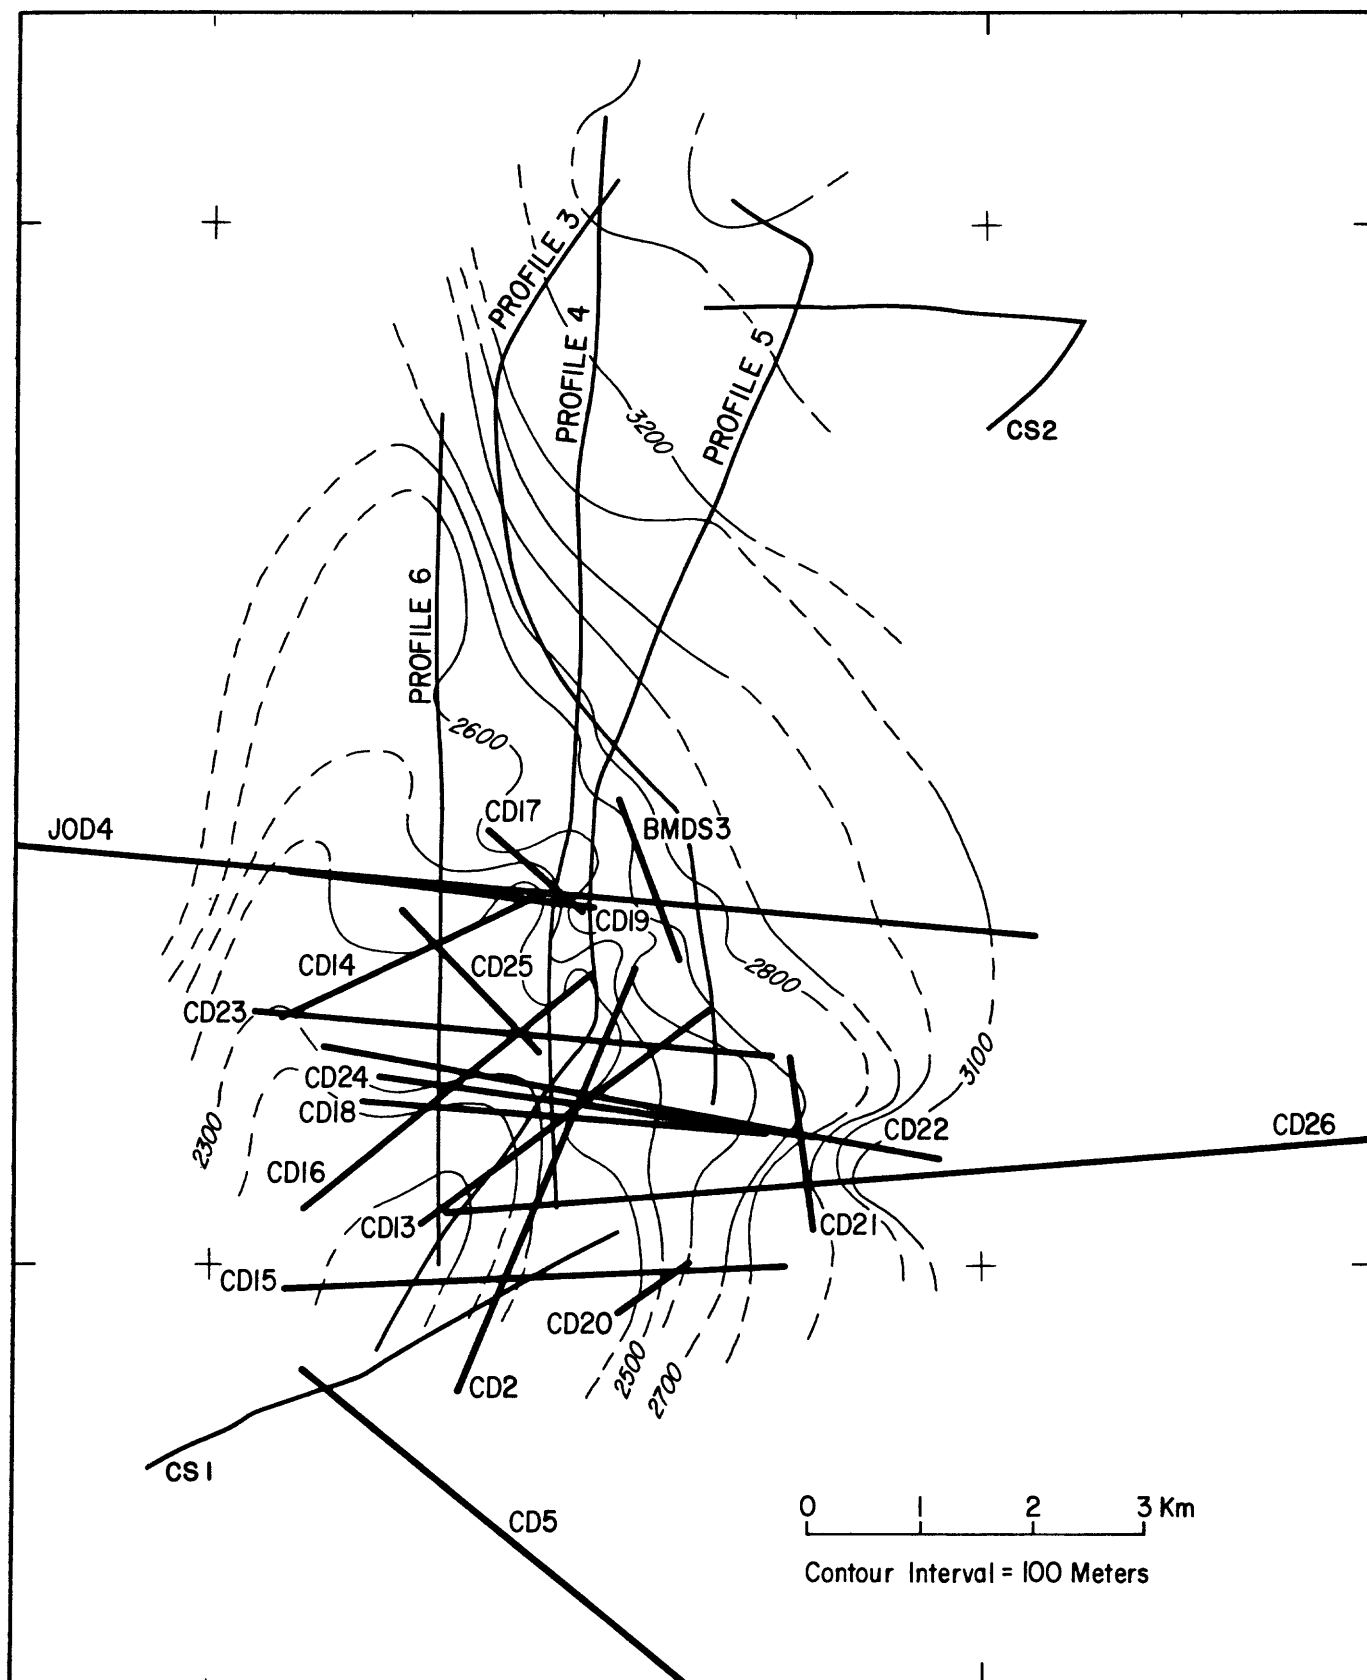 PROFILE 3
PROFILE 4
PROFILE 5
3200
CS2
PROFILE 6
2600
CD17
JOD4
BMDS3
CD19
CD14
CD25
2800
CD23
3100
CD24
CD18
CD22
CD26
2300
CD16
CD13
CD21
CD15
CD20
2500
2700
CD2
CS1
CD5
0 1 2 3 Km
Contour Interval = 100 Meters